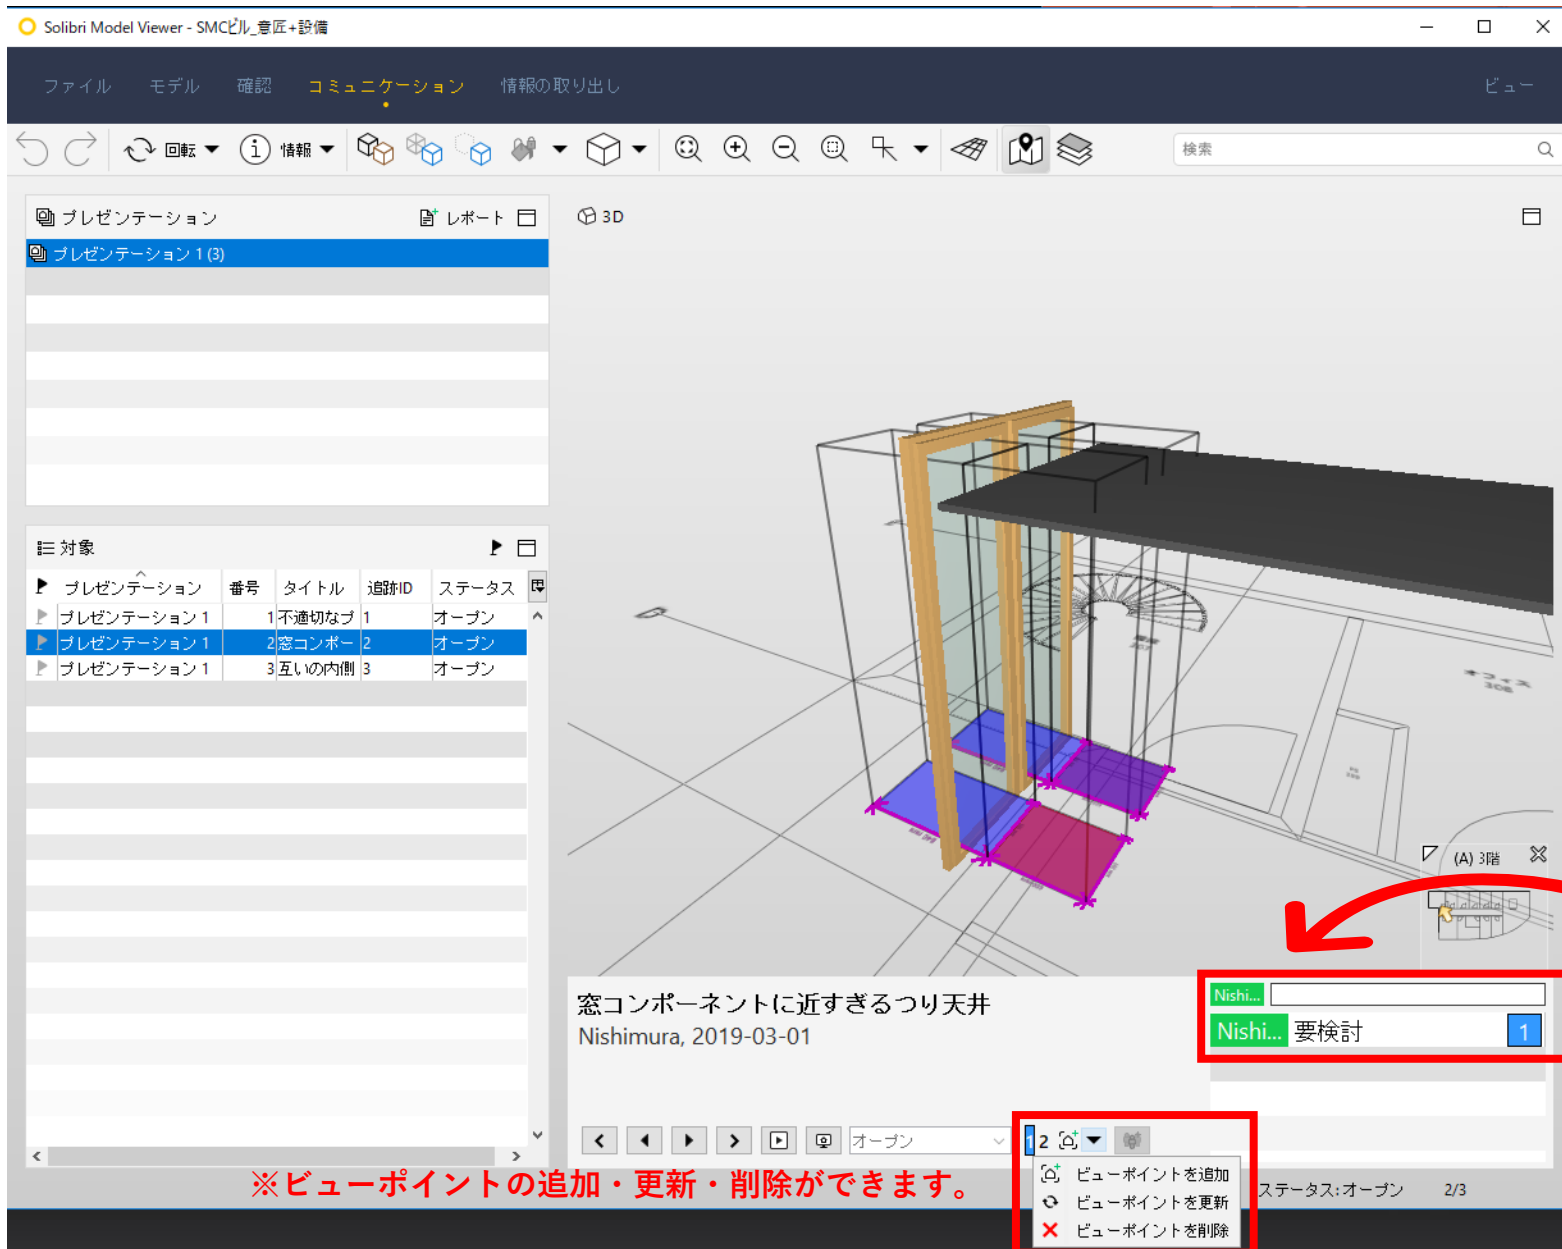 Solibri Model Viewer - SMCビル_意匠+設備
ファイル モデル 確認 コミュニケーション 情報の取り出し ビュー
回転 情報 検索
プレゼンテーション レポート
プレゼンテーション 1 (3)
3D
対象
プレゼンテーション 番号 タイトル 追跡ID ステータス
プレゼンテーション 1 1 不適切なプ 1 オープン
プレゼンテーション 1 2 窓コンポー 2 オープン
プレゼンテーション 1 3 互いの内側 3 オープン
オフィス
308
(A) 3階
窓コンポーネントに近すぎるつり天井
Nishimura, 2019-03-01
Nishi...
Nishi... 要検討 1
オープン
1 2
ビューポイントを追加
ビューポイントを更新
ビューポイントを削除
※ビューポイントの追加・更新・削除ができます。
ステータス:オープン 2/3